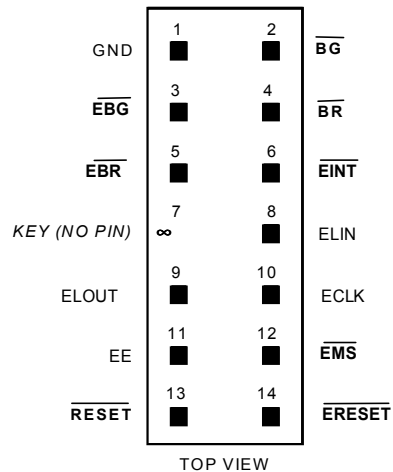 1 2
GND BG
3 4
EBG BR
5 6
EBR EINT
7 8
KEY (NO PIN) ∞ ELIN
9 10
ELOUT ECLK
11 12
EE EMS
13 14
RESET ERESET
TOP VIEW